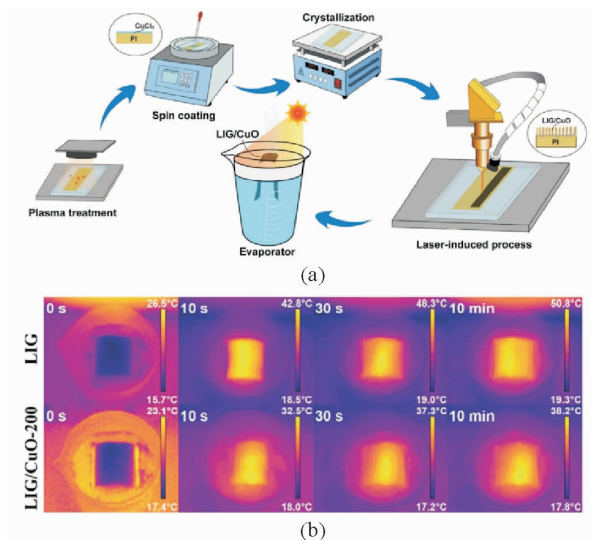 CuCl₂
PI
Spin coating
Crystallization
LIG/CuO
PI
Plasma treatment
LIG/CuO
Evaporator
Laser-induced process
(a)
LIG
0 s
26.5°C
15.7°C
10 s
42.8°C
18.5°C
30 s
48.3°C
19.0°C
10 min
50.8°C
19.3°C
LIG/CuO-200
0 s
23.1°C
17.4°C
10 s
32.5°C
18.0°C
30 s
37.3°C
17.2°C
10 min
38.2°C
17.8°C
(b)